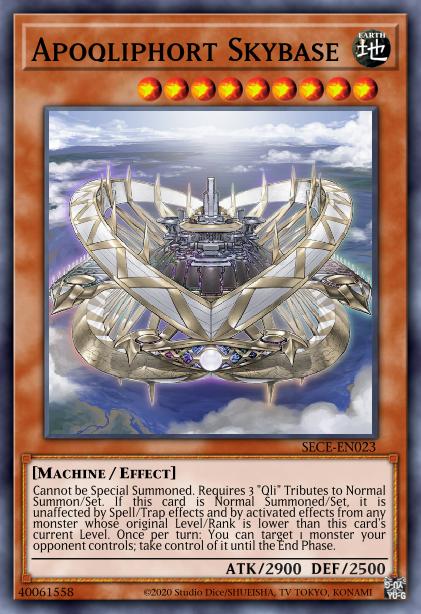 APOQLIPHORT SKYBASE
EARTH
地
SECE-EN023
[MACHINE / EFFECT]
Cannot be Special Summoned. Requires 3 "Qli" Tributes to Normal
Summon/Set. If this card is Normal Summoned/Set, it is
unaffected by Spell/Trap effects and by activated effects from any
monster whose original Level/Rank is lower than this card's
current Level. Once per turn: You can target 1 monster your
opponent controls; take control of it until the End Phase.
ATK/2900 DEF/2500
40061558
©2020 Studio Dice/SHUEISHA, TV TOKYO, KONAMI